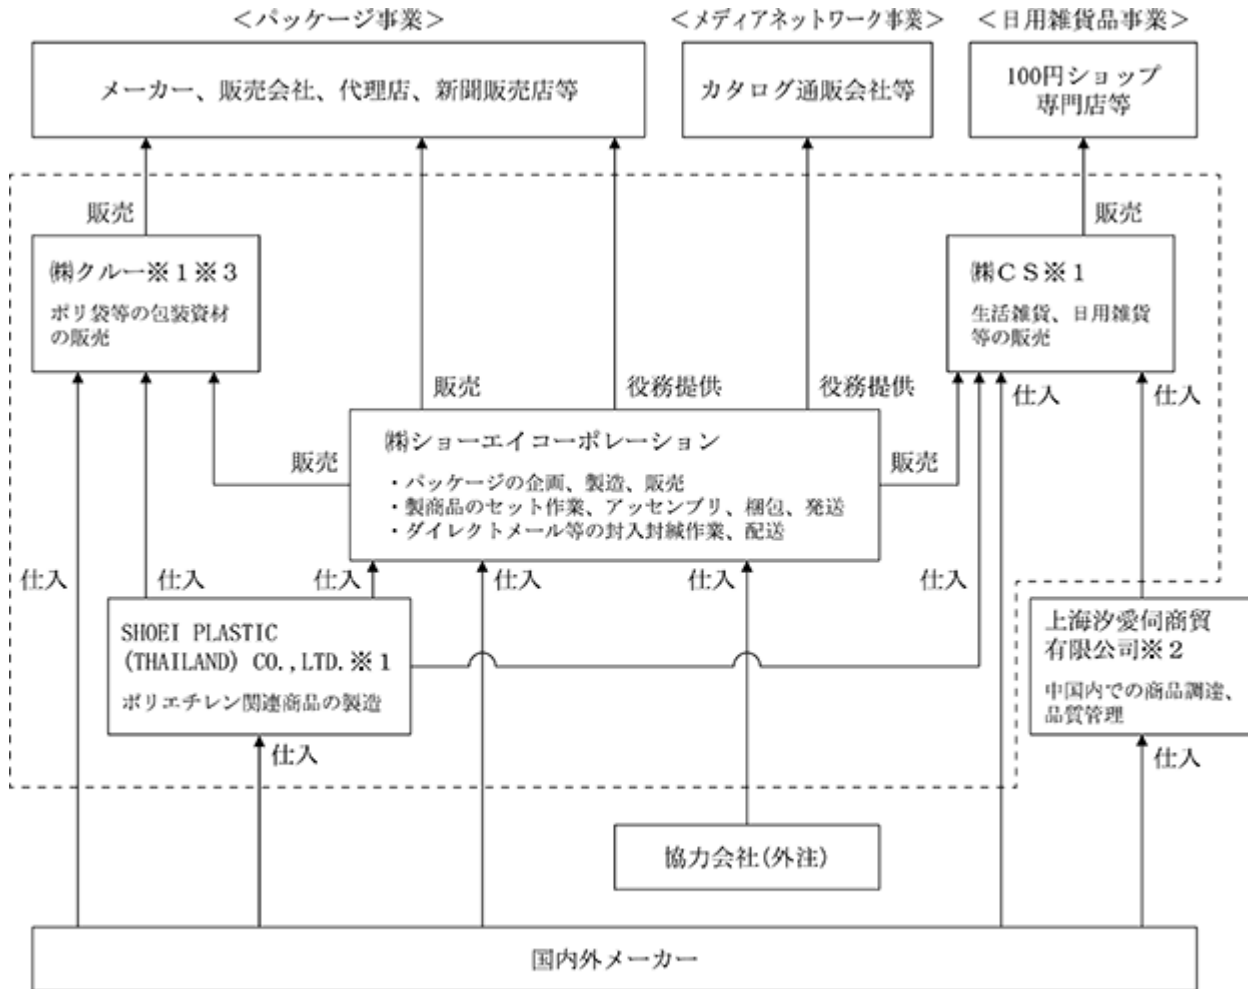 ＜パッケージ事業＞
＜メディアネットワーク事業＞
＜日用雑貨品事業＞
メーカー、販売会社、代理店、新聞販売店等
カタログ通販会社等
100円ショップ
専門店等
販売
販売
㈱クルー※１※３
ポリ袋等の包装資材
の販売
㈱ＣＳ※１
生活雑貨、日用雑貨
等の販売
販売
役務提供
役務提供
仕入
仕入
㈱ショーエイコーポレーション
・パッケージの企画、製造、販売
・製商品のセット作業、アッセンブリ、梱包、発送
・ダイレクトメール等の封入封緘作業、配送
販売
販売
仕入
仕入
仕入
仕入
仕入
仕入
SHOEI PLASTIC
(THAILAND) CO.,LTD.※１
ポリエチレン関連商品の製造
上海汐愛伺商貿
有限公司※２
中国内での商品調達、
品質管理
仕入
仕入
協力会社(外注)
国内外メーカー